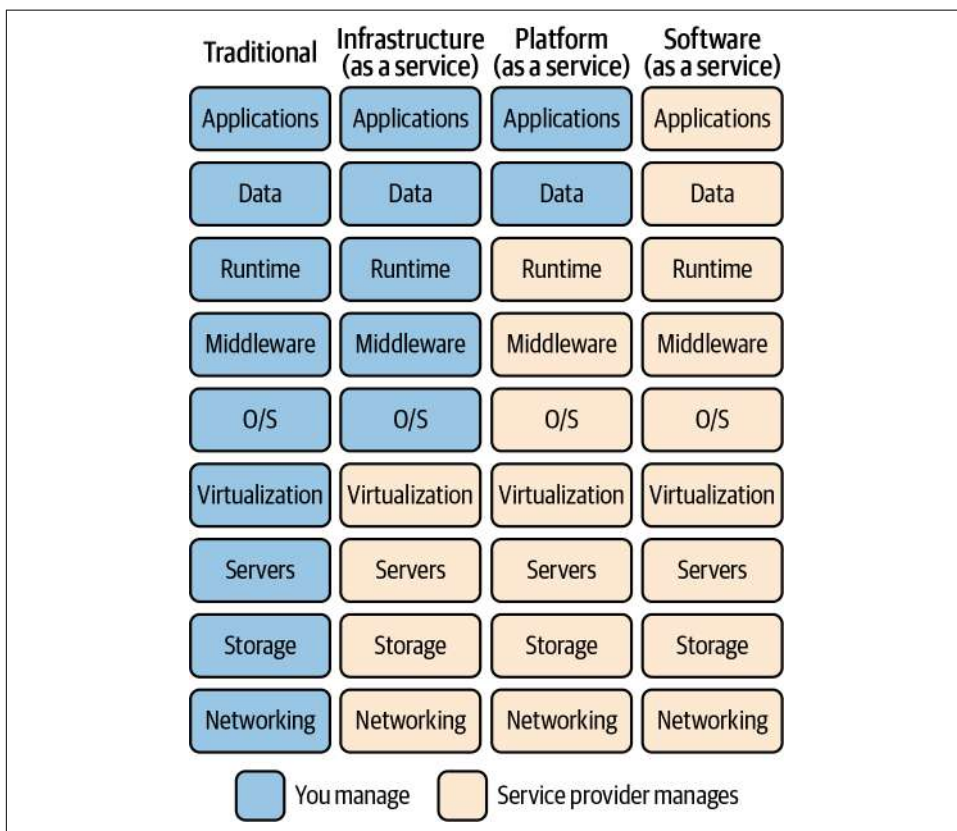 Traditional Infrastructure (as a service) Platform (as a service) Software (as a service)
Applications Applications Applications Applications
Data Data Data Data
Runtime Runtime Runtime Runtime
Middleware Middleware Middleware Middleware
O/S O/S O/S O/S
Virtualization Virtualization Virtualization Virtualization
Servers Servers Servers Servers
Storage Storage Storage Storage
Networking Networking Networking Networking
You manage Service provider manages